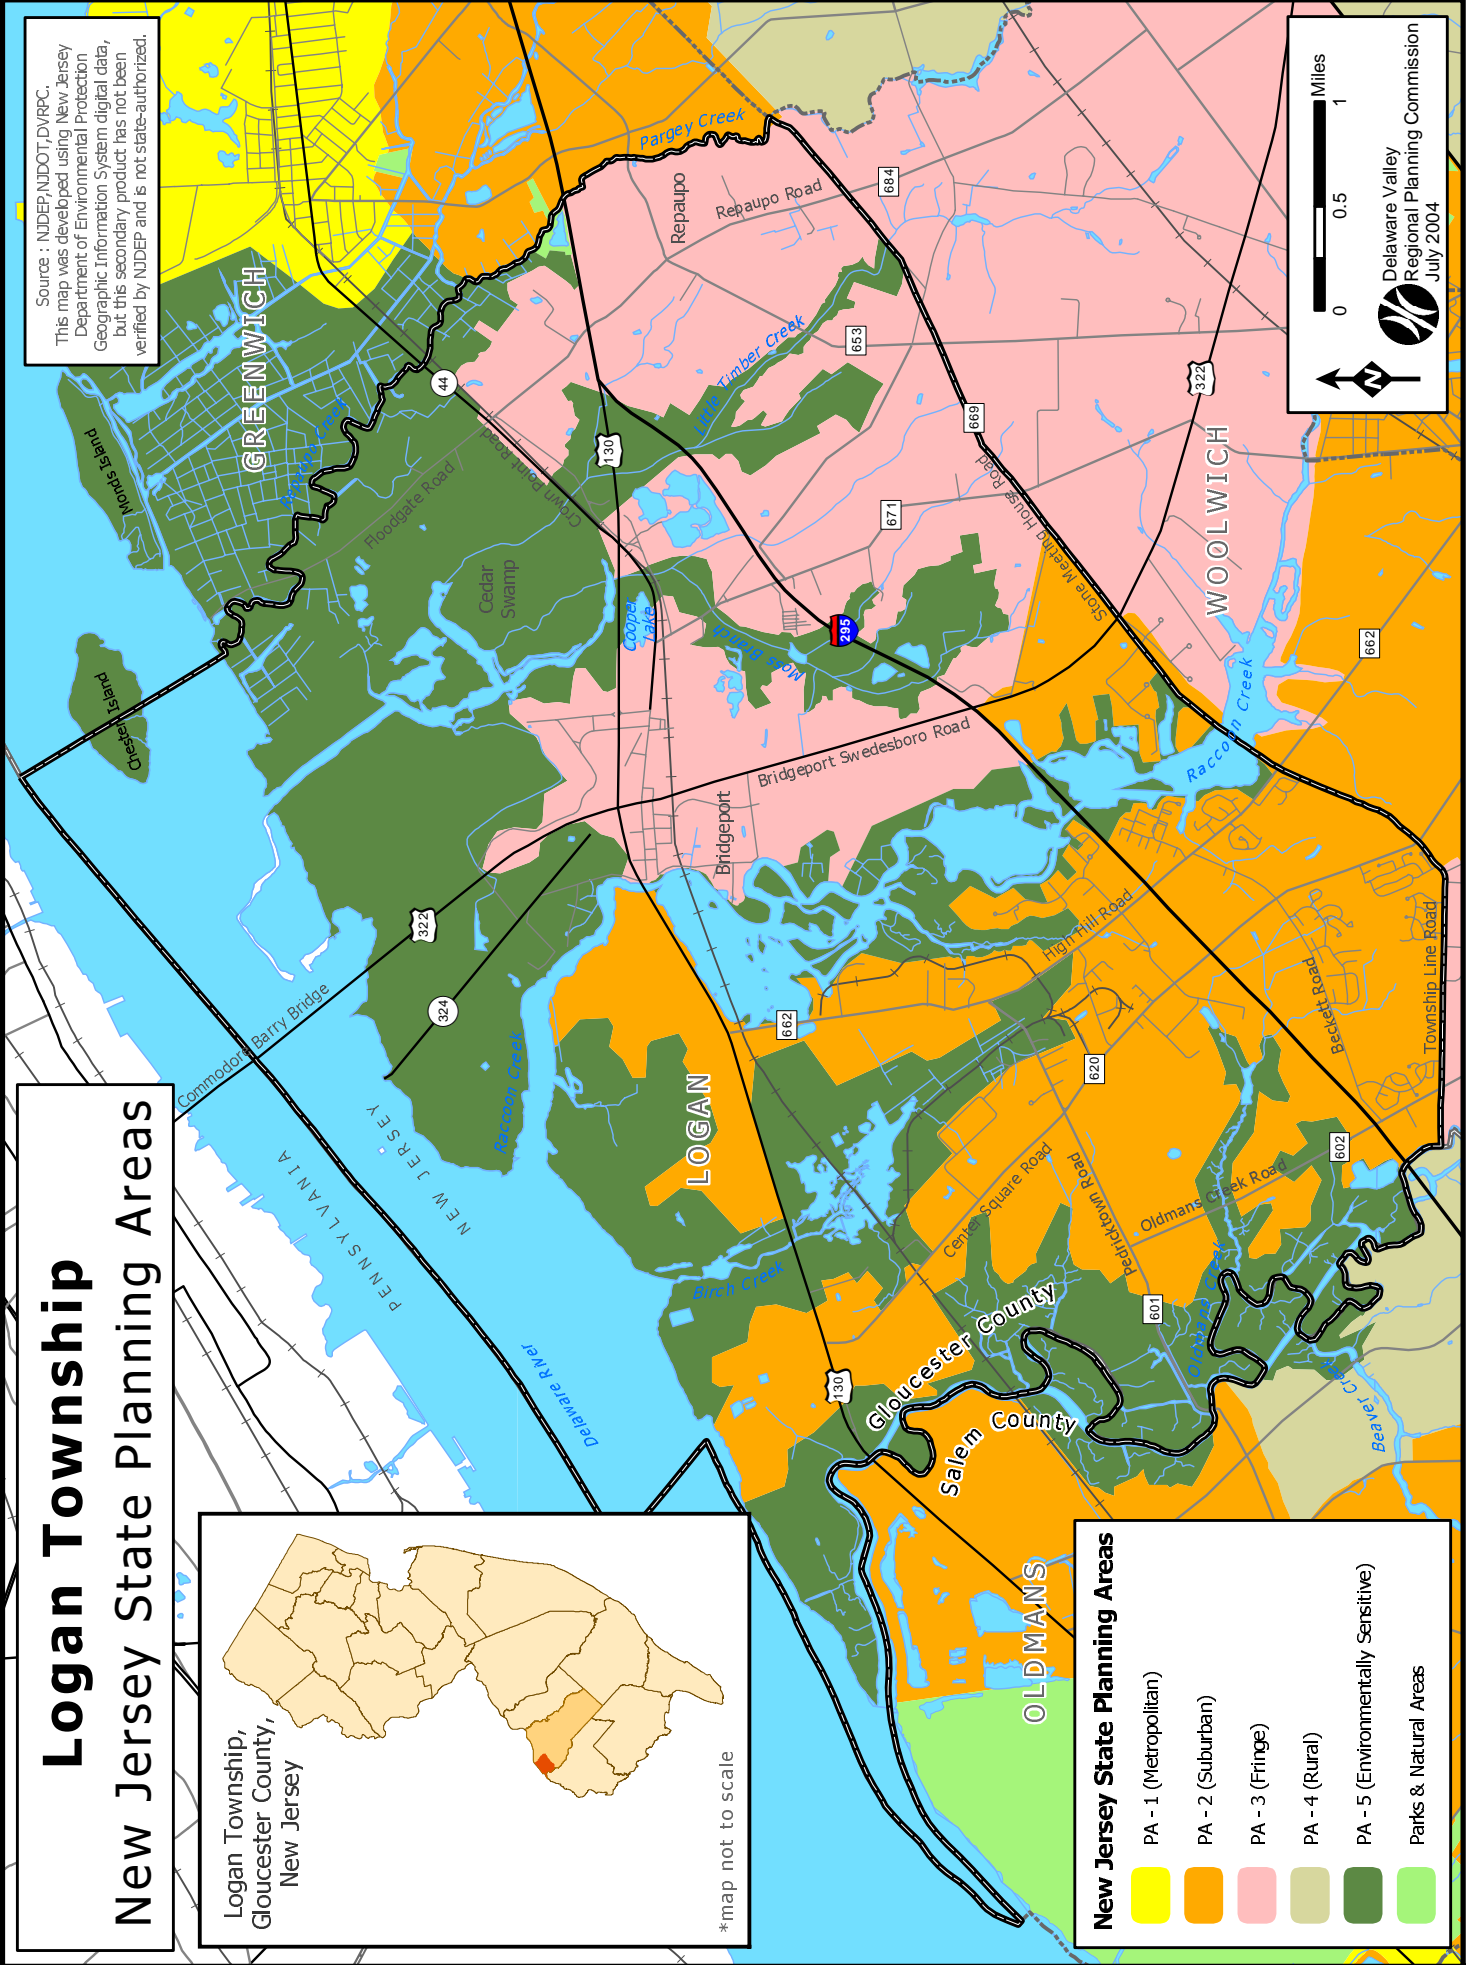 Logan Township
New Jersey State Planning Areas
Source : NJDEP,NJDOT,DVRPC.
This map was developed using New Jersey
Department of Environmental Protection
Geographic Information System digital data,
but this secondary product has not been
verified by NJDEP and is not state-authorized.
Logan Township,
Gloucester County,
New Jersey
*map not to scale
PENNSYLVANIA
NEW JERSEY
Commodore Barry Bridge
Delaware River
Chester Island
Monds Island
GREENWICH
Repaupo Creek
Floodgate Road
Crown Point Road
44
Cedar
Swamp
322
324
Raccoon Creek
130
Cooper
Lake
Moss Branch
Little Timber Creek
Pargey Creek
Repaupo
Repaupo Road
684
653
669
671
295
Stone Meeting House Road
Bridgeport
Bridgeport Swedesboro Road
LOGAN
662
Birch Creek
High Hill Road
Raccoon Creek
WOOLWICH
322
662
620
Center Square Road
Pedricktown Road
Oldmans Creek Road
602
Beckett Road
Township Line Road
601
Oldmans Creek
Beaver Creek
130
Gloucester County
Salem County
OLDMANS
New Jersey State Planning Areas
PA - 1 (Metropolitan)
PA - 2 (Suburban)
PA - 3 (Fringe)
PA - 4 (Rural)
PA - 5 (Environmentally Sensitive)
Parks & Natural Areas
N
0 0.5 1
Miles
Delaware Valley
Regional Planning Commission
July 2004